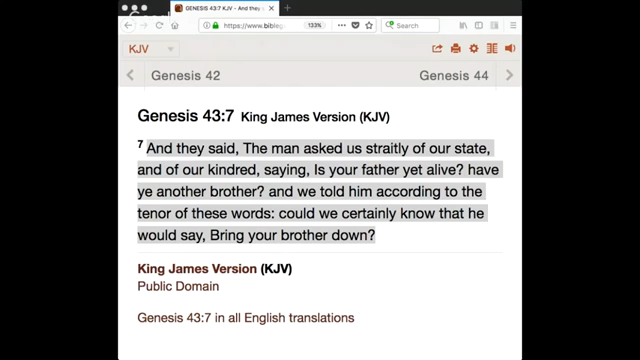 GENESIS 43:7 KJV - And they s
https://www.biblega
133%
Search
KJV
Genesis 42
Genesis 44
Genesis 43:7 King James Version (KJV)
7 And they said, The man asked us straitly of our state,
and of our kindred, saying, Is your father yet alive? have
ye another brother? and we told him according to the
tenor of these words: could we certainly know that he
would say, Bring your brother down?
King James Version (KJV)
Public Domain
Genesis 43:7 in all English translations